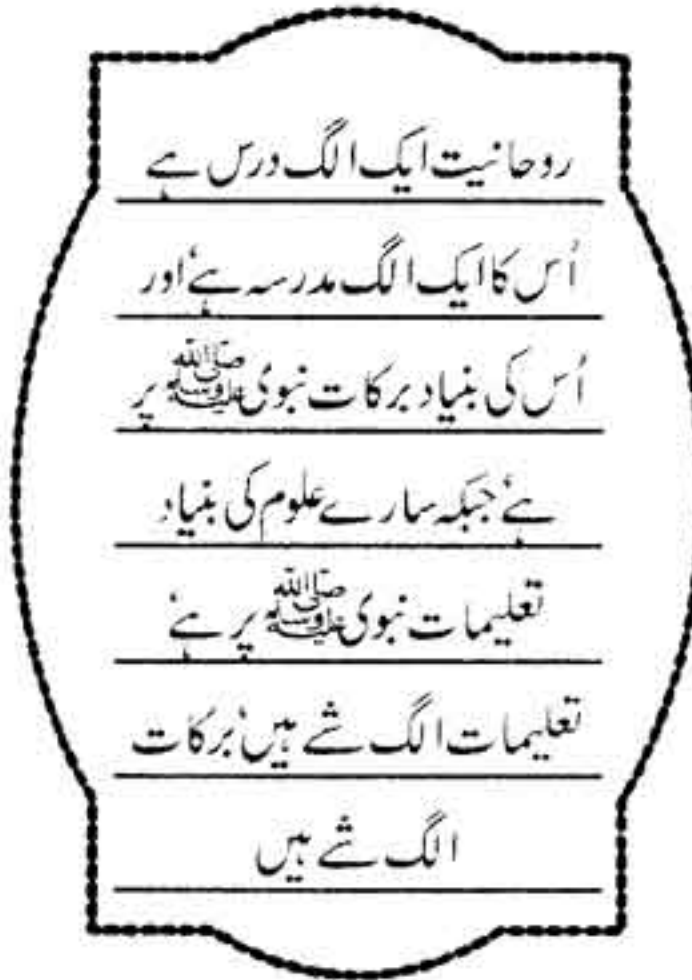 روحانیت ایک الگ درس ہے
اُس کا ایک الگ مدرسہ ہے٬ اور
اُس کی بنیاد برکات نبوی ﷺ پر
ہے٬ جبکہ سارے علوم کی بنیاد
تعلیمات نبوی ﷺ پر ہے٬
تعلیمات الگ شے ہیں٬ برکات
الگ شے ہیں